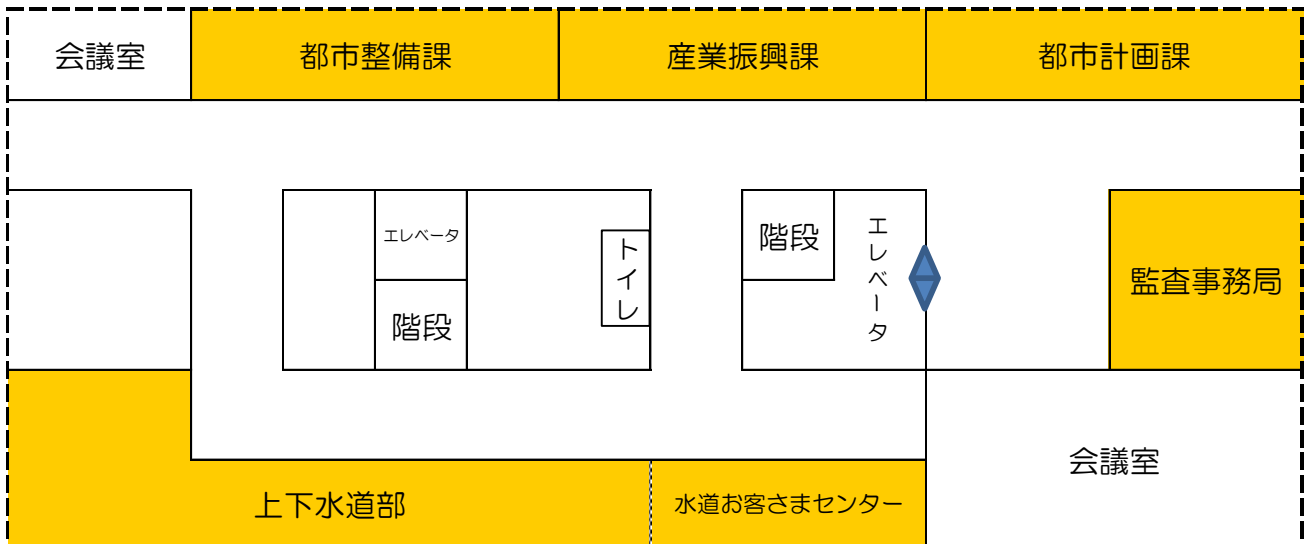 会議室
都市整備課
産業振興課
都市計画課
エレベータ
階段
トイレ
階段
エレベータ
監査事務局
会議室
上下水道部
水道お客さまセンター